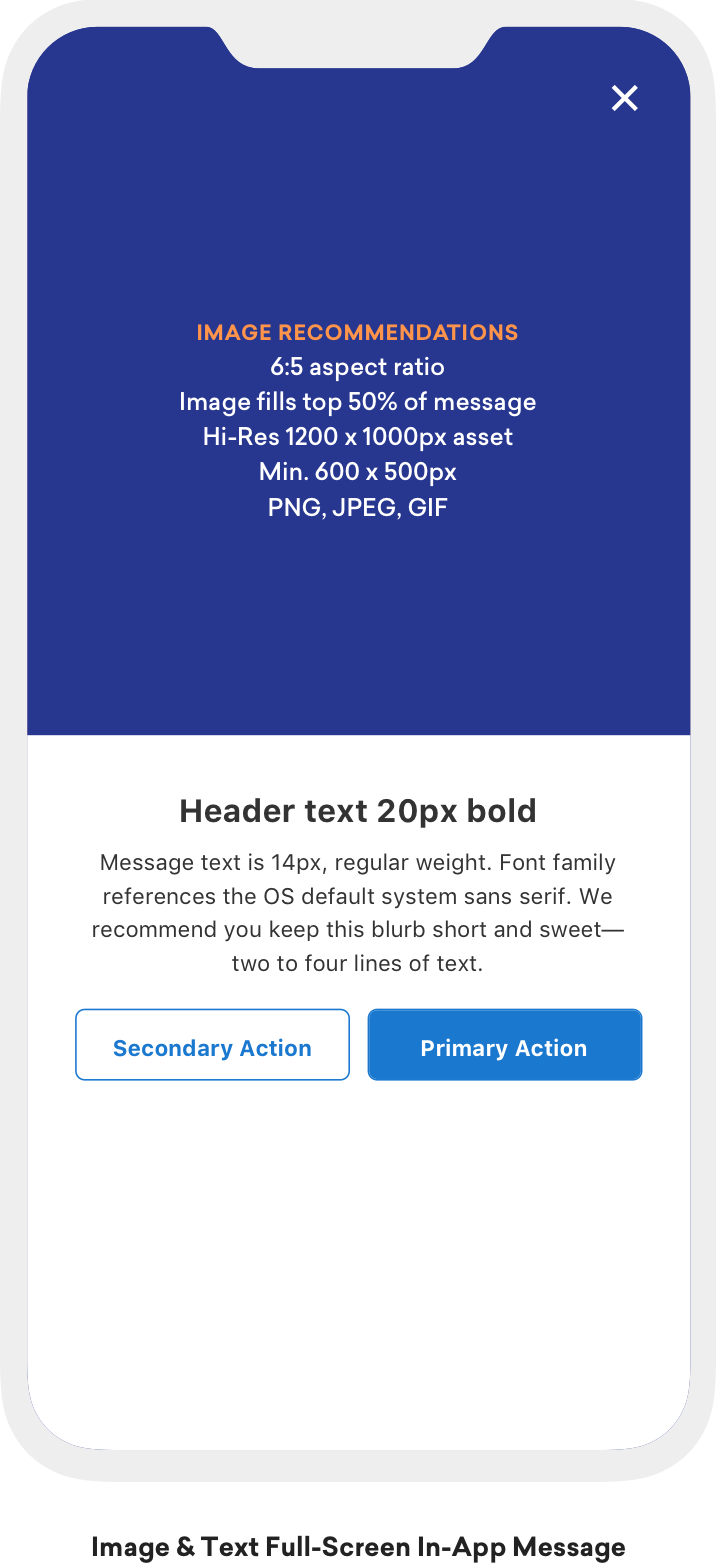 IMAGE RECOMMENDATIONS
6:5 aspect ratio
Image fills top 50% of message
Hi-Res 1200 x 1000px asset
Min. 600 x 500px
PNG, JPEG, GIF
Header text 20px bold
Message text is 14px, regular weight. Font family
references the OS default system sans serif. We
recommend you keep this blurb short and sweet—
two to four lines of text.
Secondary Action
Primary Action
Image & Text Full-Screen In-App Message